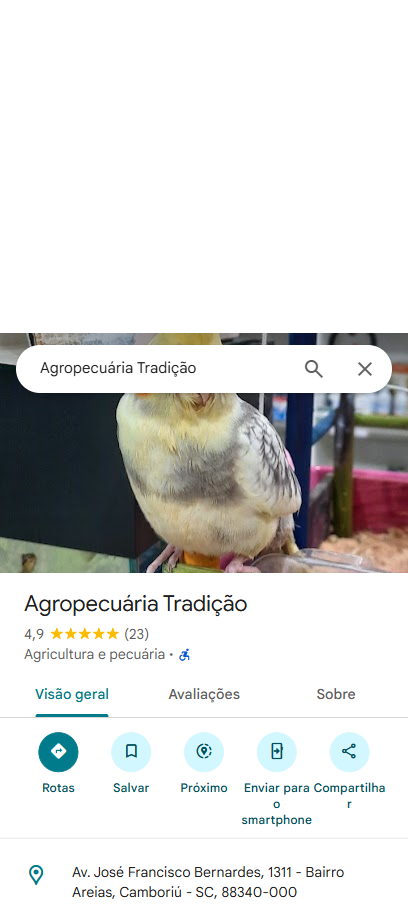 Agropecuária Tradição
Agropecuária Tradição
4,9 (23)
Agricultura e pecuária ·
Visão geral Avaliações Sobre
Rotas Salvar Próximo Enviar para o smartphone Compartilhar
Av. José Francisco Bernardes, 1311 - Bairro
Areias, Camboriú - SC, 88340-000